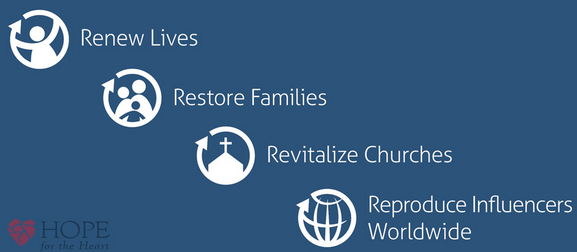 Renew Lives
Restore Families
Revitalize Churches
Reproduce Influencers
Worldwide
HOPE
for the Heart